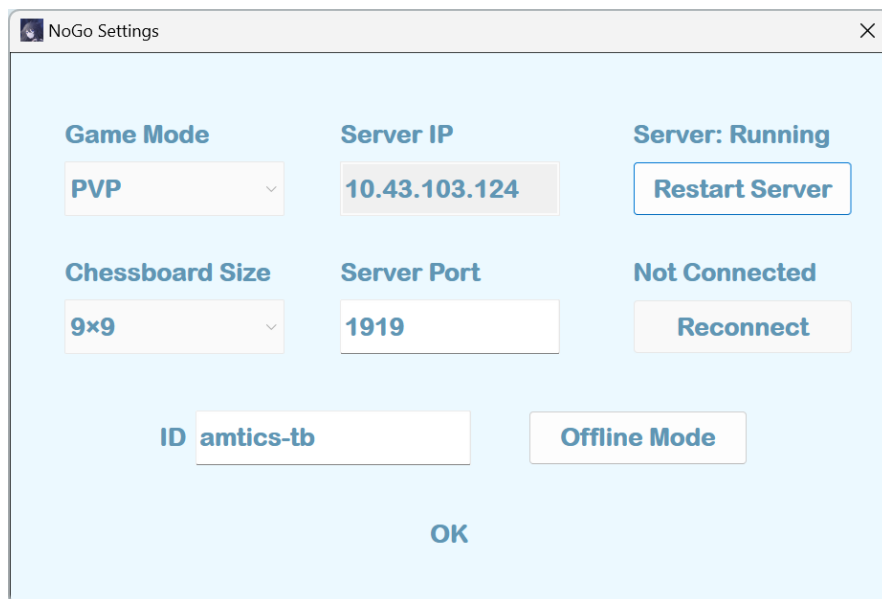 NoGo Settings
Game Mode
Server IP
Server: Running
PVP
10.43.103.124
Restart Server
Chessboard Size
Server Port
Not Connected
9×9
1919
Reconnect
ID
amtics-tb
Offline Mode
OK